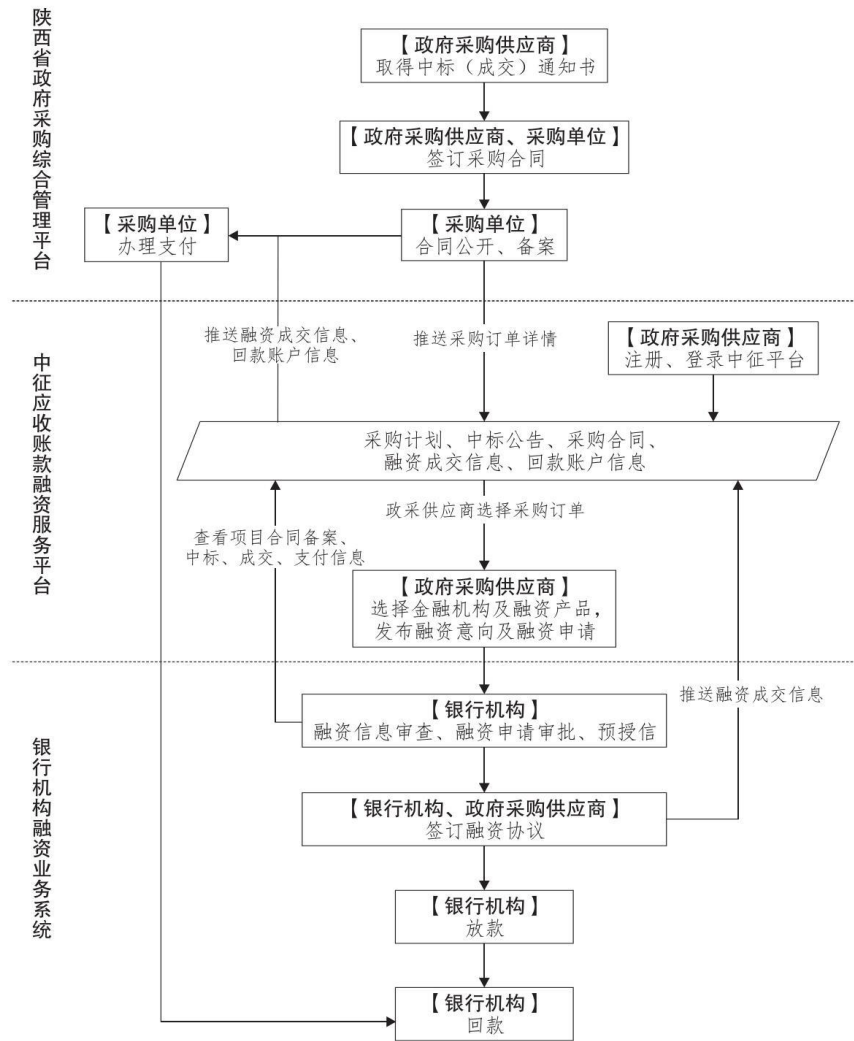 陕西省政府采购综合管理平台
【政府采购供应商】
取得中标（成交）通知书
【政府采购供应商、采购单位】
签订采购合同
【采购单位】
办理支付
【采购单位】
合同公开、备案
中征应收账款融资服务平台
推送融资成交信息、
回款账户信息
推送采购订单详情
【政府采购供应商】
注册、登录中征平台
采购计划、中标公告、采购合同、
融资成交信息、回款账户信息
政采供应商选择采购订单
查看项目合同备案、
中标、成交、支付信息
【政府采购供应商】
选择金融机构及融资产品，
发布融资意向及融资申请
银行机构融资业务系统
推送融资成交信息
【银行机构】
融资信息审查、融资申请审批、预授信
【银行机构、政府采购供应商】
签订融资协议
【银行机构】
放款
【银行机构】
回款